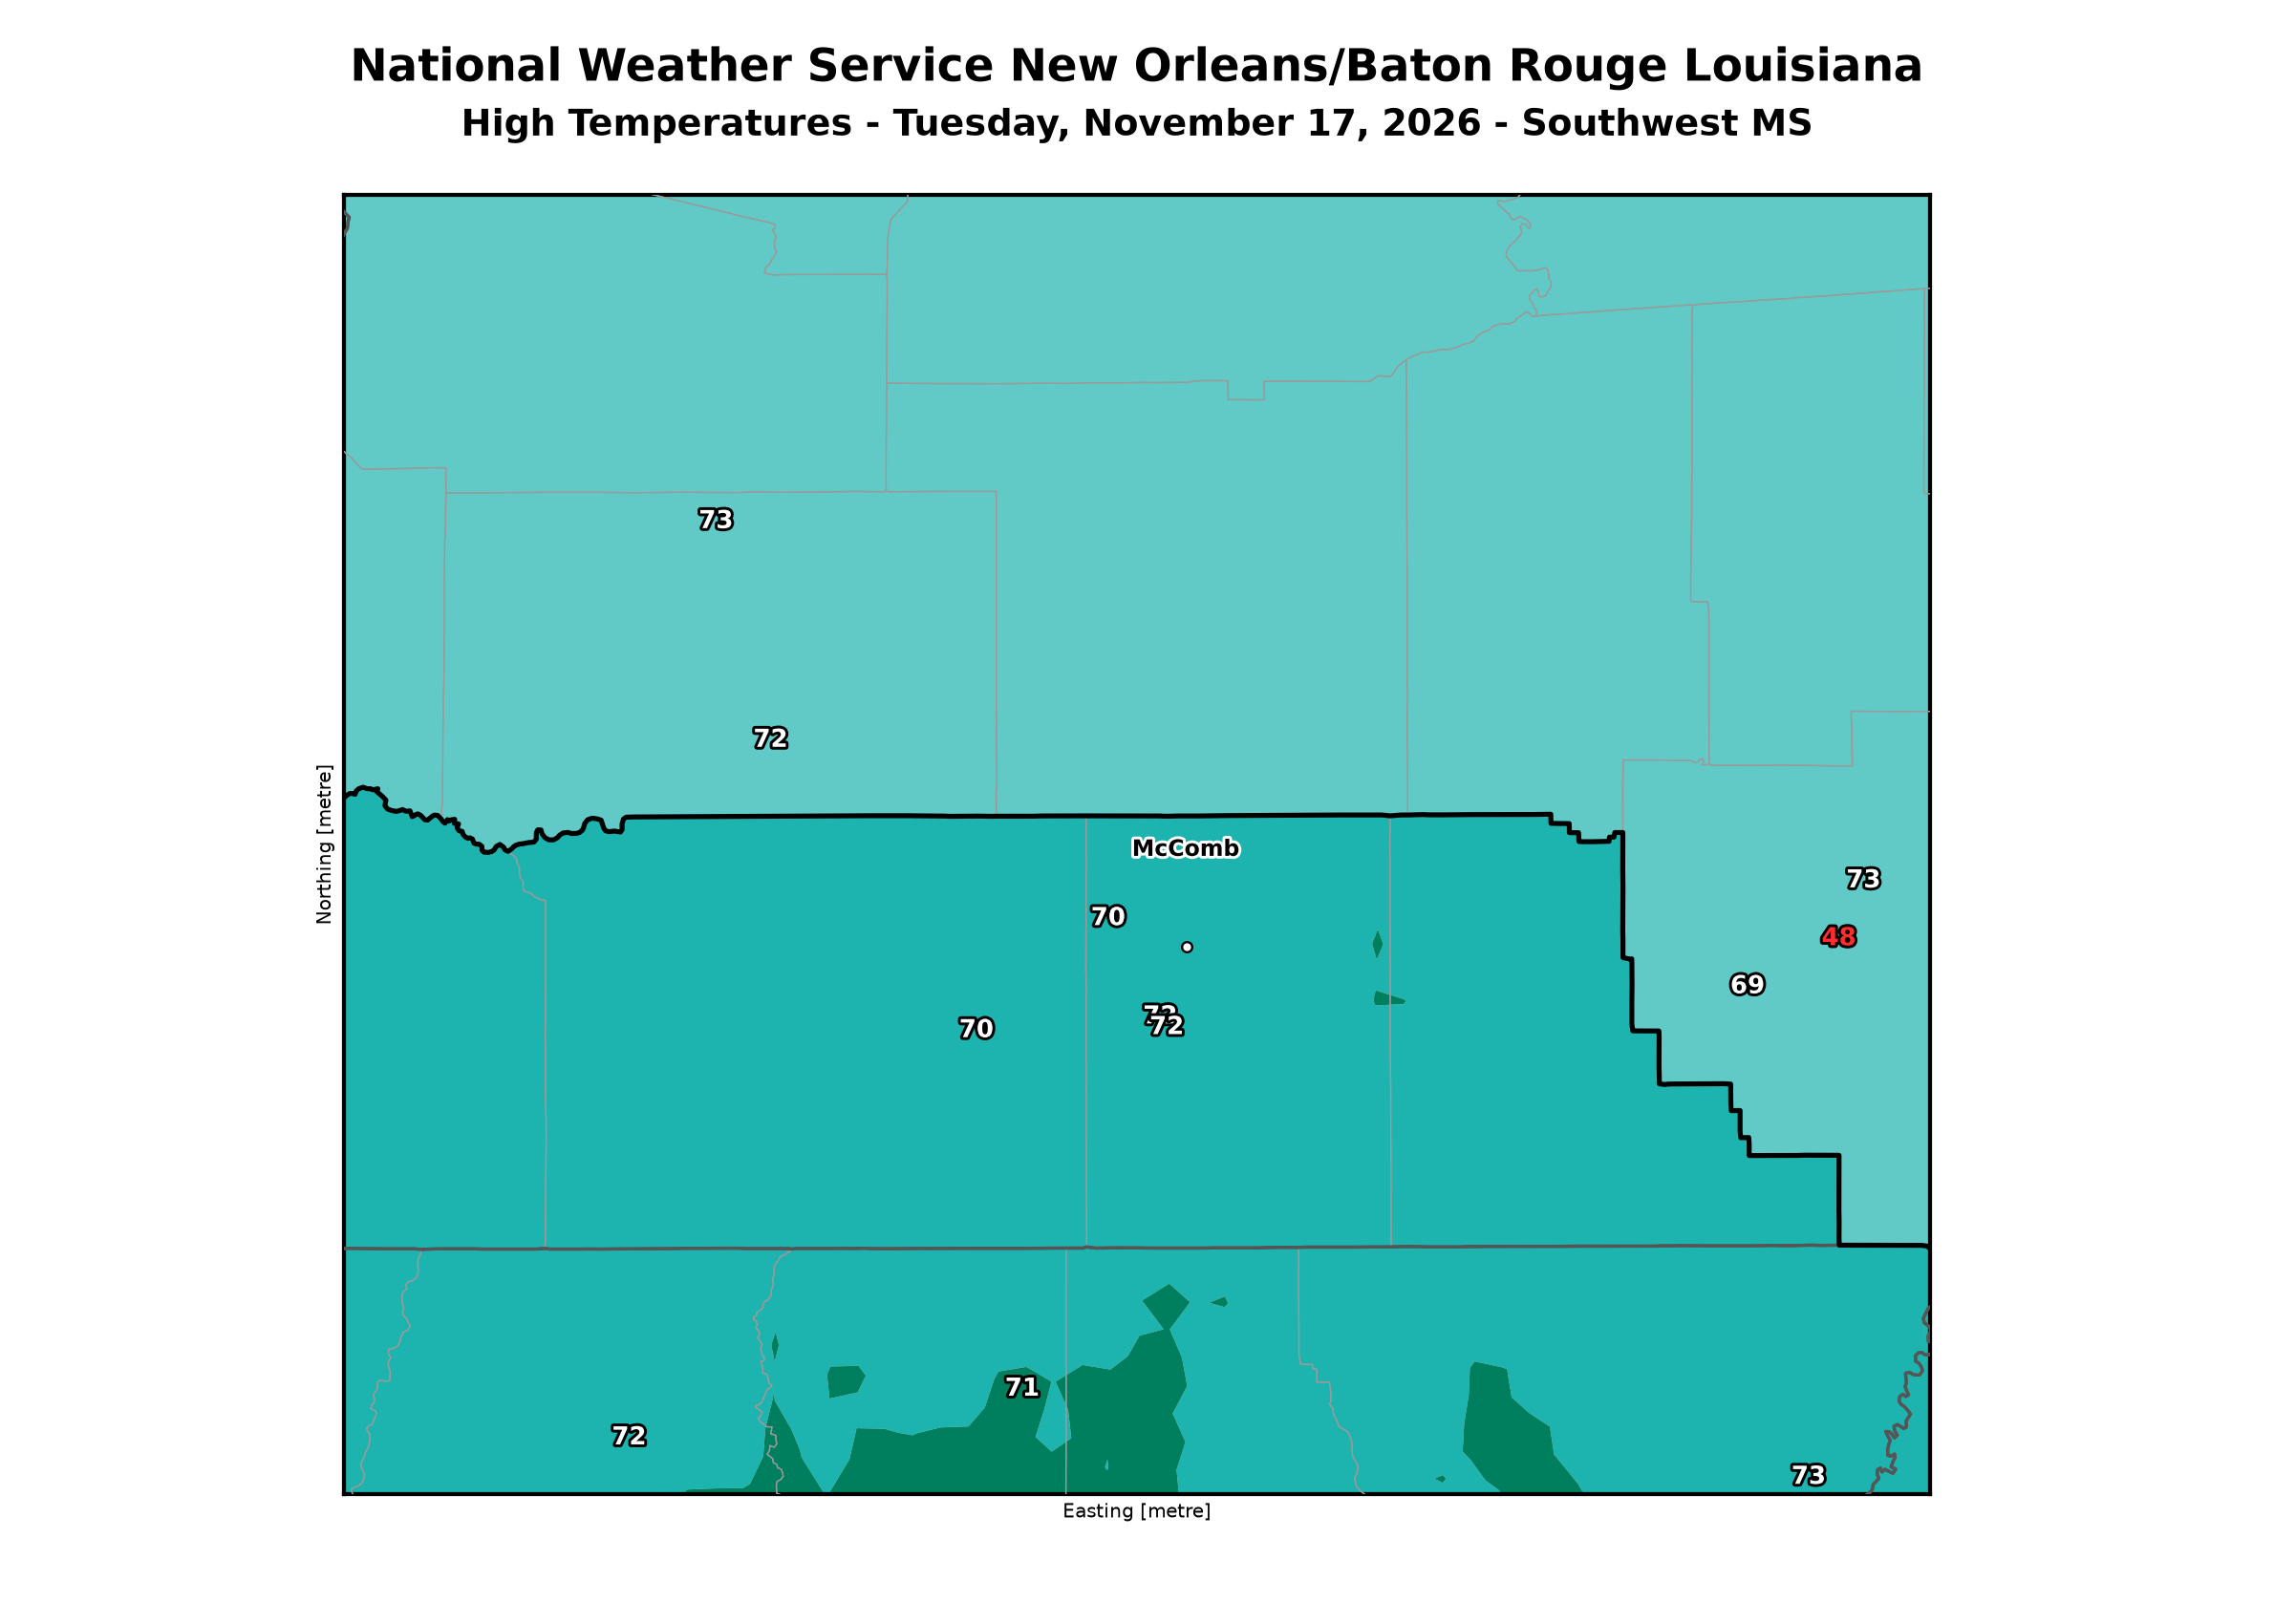 National Weather Service New Orleans/Baton Rouge Louisiana
High Temperatures - Tuesday, November 17, 2026 - Southwest MS
73
72
McComb
73
70
48
69
72
70
71
72
73
Northing [metre]
Easting [metre]